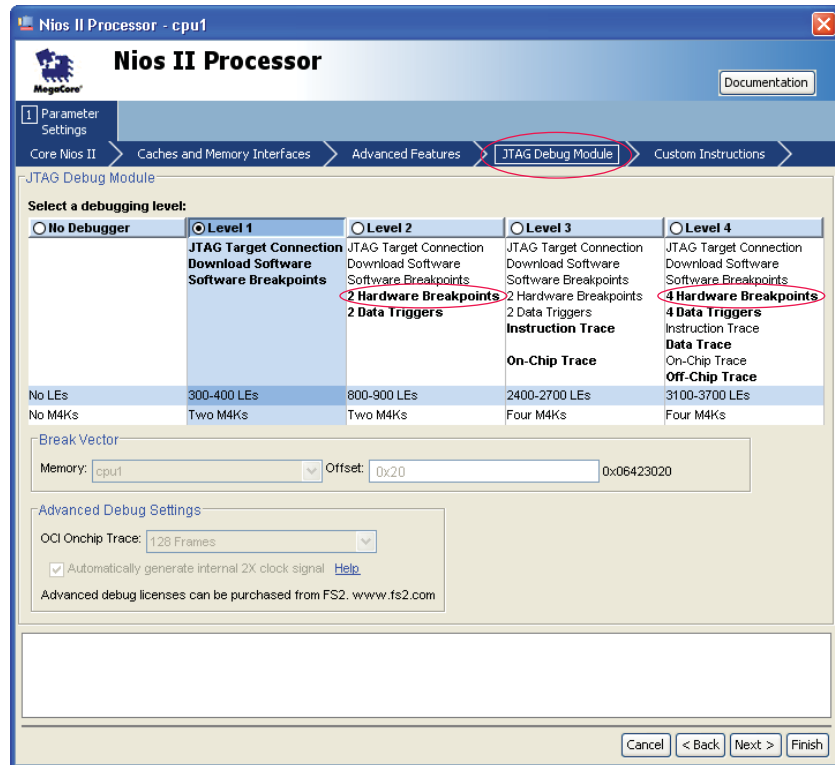 Nios II Processor - cpu1
MegaCore®
Nios II Processor
Documentation
1 Parameter Settings
Core Nios II
Caches and Memory Interfaces
Advanced Features
JTAG Debug Module
Custom Instructions
JTAG Debug Module
Select a debugging level:
No Debugger
Level 1
Level 2
Level 3
Level 4
JTAG Target Connection JTAG Target Connection JTAG Target Connection JTAG Target Connection
Download Software Download Software Download Software Download Software
Software Breakpoints Software Breakpoints Software Breakpoints Software Breakpoints
2 Hardware Breakpoints 2 Hardware Breakpoints 4 Hardware Breakpoints
2 Data Triggers 2 Data Triggers 4 Data Triggers
Instruction Trace Instruction Trace
Data Trace
On-Chip Trace On-Chip Trace
Off-Chip Trace
No LEs 300-400 LEs 800-900 LEs 2400-2700 LEs 3100-3700 LEs
No M4Ks Two M4Ks Two M4Ks Four M4Ks Four M4Ks
Break Vector
Memory: cpu1 Offset: 0x20 0x06423020
Advanced Debug Settings
OCI Onchip Trace: 128 Frames
Automatically generate internal 2X clock signal Help
Advanced debug licenses can be purchased from FS2. www.fs2.com
Cancel < Back Next > Finish